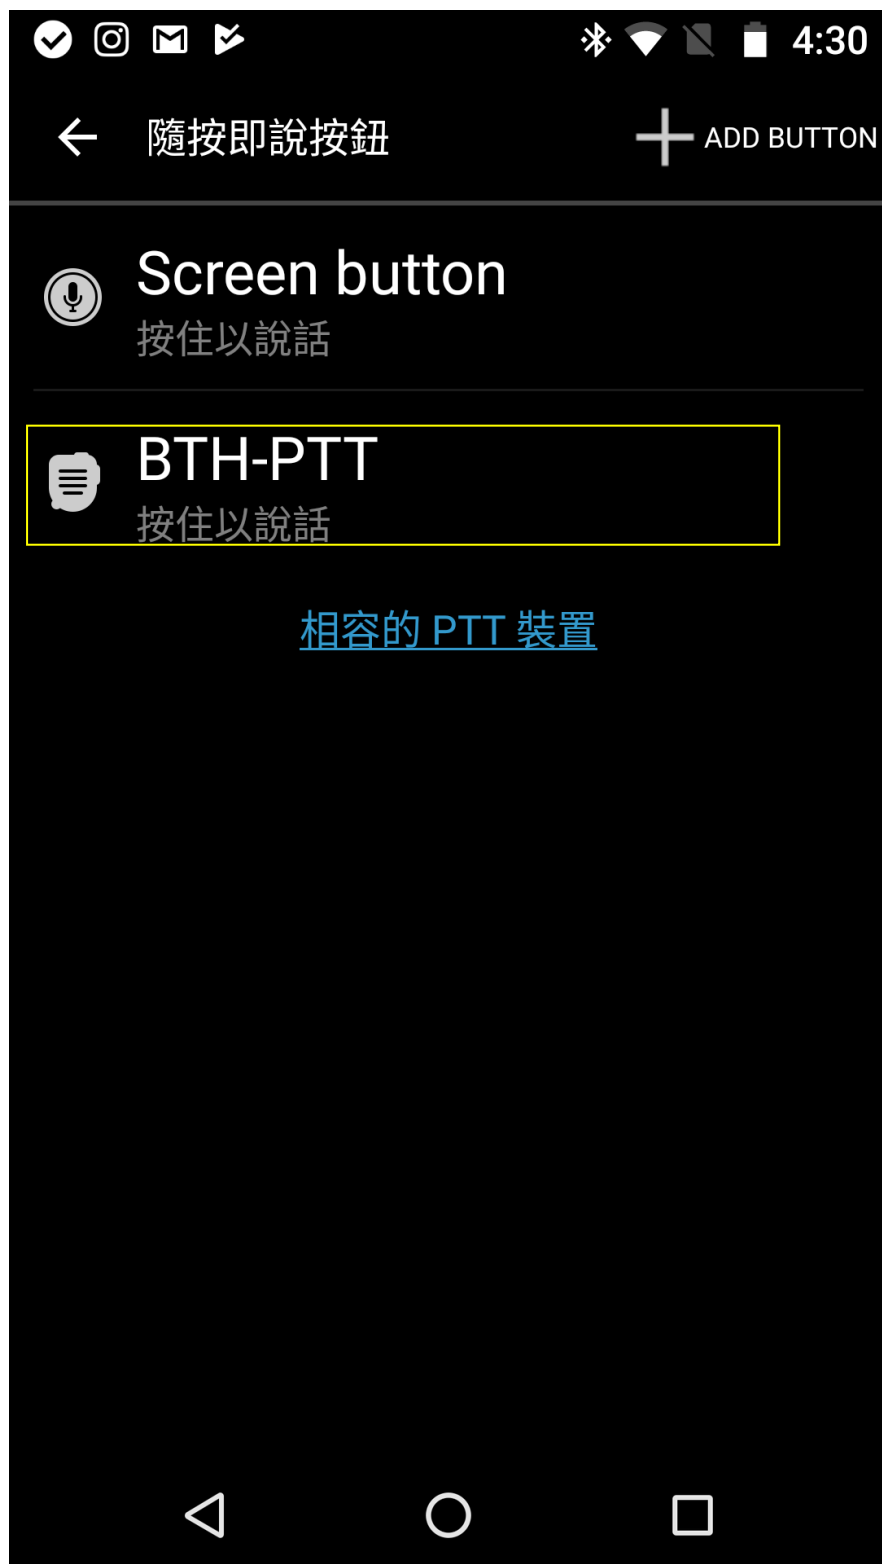 4:30
隨按即說按鈕
ADD BUTTON
Screen button
按住以說話
BTH-PTT
按住以說話
相容的 PTT 裝置